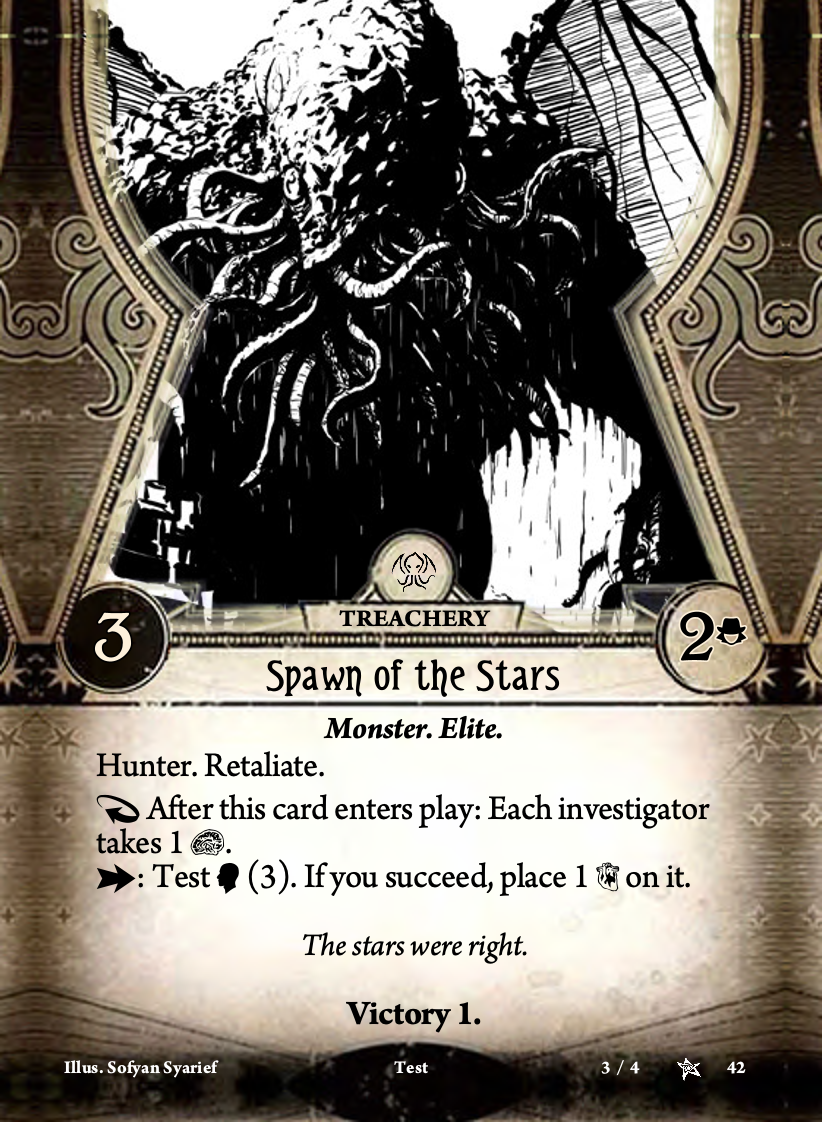 3
2
TREACHERY
Spawn of the Stars
Monster. Elite.
Hunter. Retaliate.
After this card enters play: Each investigator
takes 1 .
: Test (3). If you succeed, place 1 on it.
The stars were right.
Victory 1.
Illus. Sofyan Syarief Test 3 / 4 42